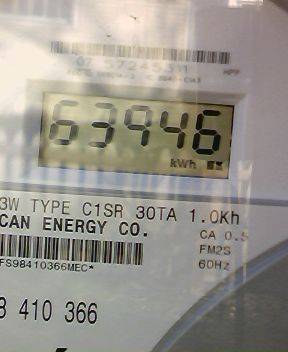 63946
kWh
3W TYPE C1SR 30TA 1.0Kh
CAN ENERGY CO.
CA 0.5
FM2S
60Hz
FS98410366MEC*
8 410 366